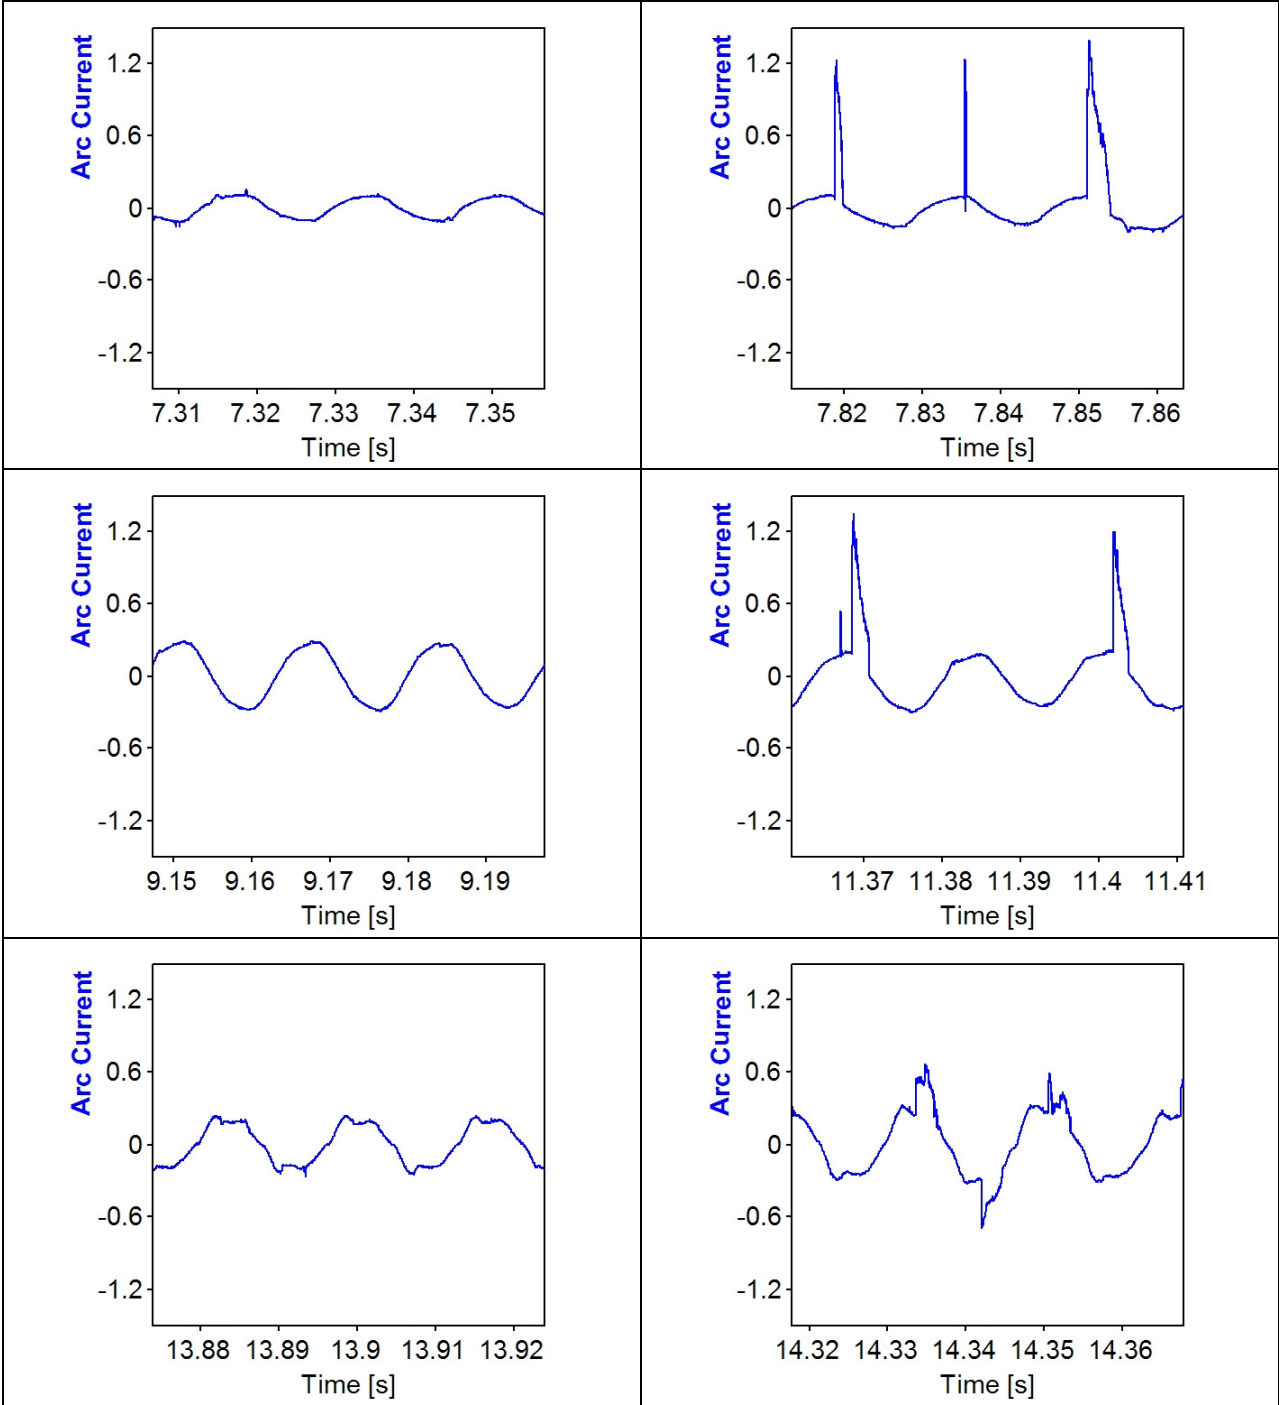 Arc Current
1.2
0.6
0
-0.6
-1.2
7.31 7.32 7.33 7.34 7.35
Time [s]
Arc Current
1.2
0.6
0
-0.6
-1.2
7.82 7.83 7.84 7.85 7.86
Time [s]
Arc Current
1.2
0.6
0
-0.6
-1.2
9.15 9.16 9.17 9.18 9.19
Time [s]
Arc Current
1.2
0.6
0
-0.6
-1.2
11.37 11.38 11.39 11.4 11.41
Time [s]
Arc Current
1.2
0.6
0
-0.6
-1.2
13.88 13.89 13.9 13.91 13.92
Time [s]
Arc Current
1.2
0.6
0
-0.6
-1.2
14.32 14.33 14.34 14.35 14.36
Time [s]